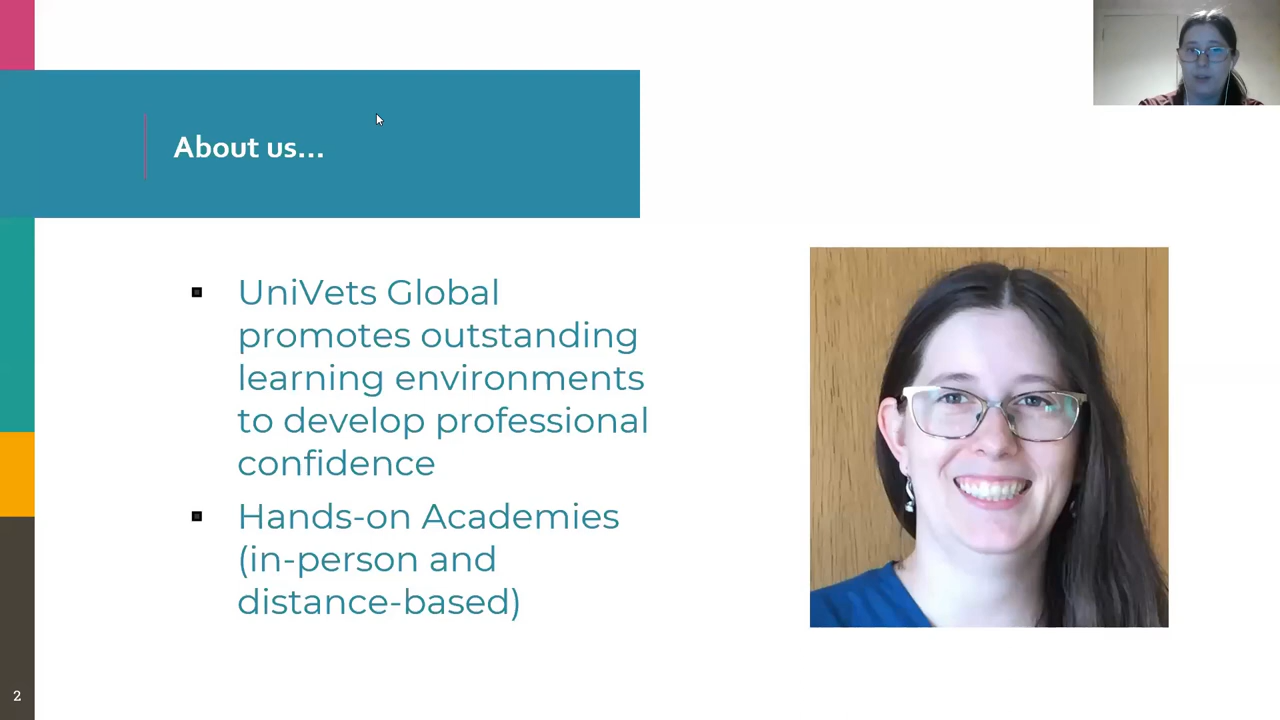 About us...
UniVets Global
promotes outstanding
learning environments
to develop professional
confidence
Hands-on Academies
(in-person and
distance-based)
2